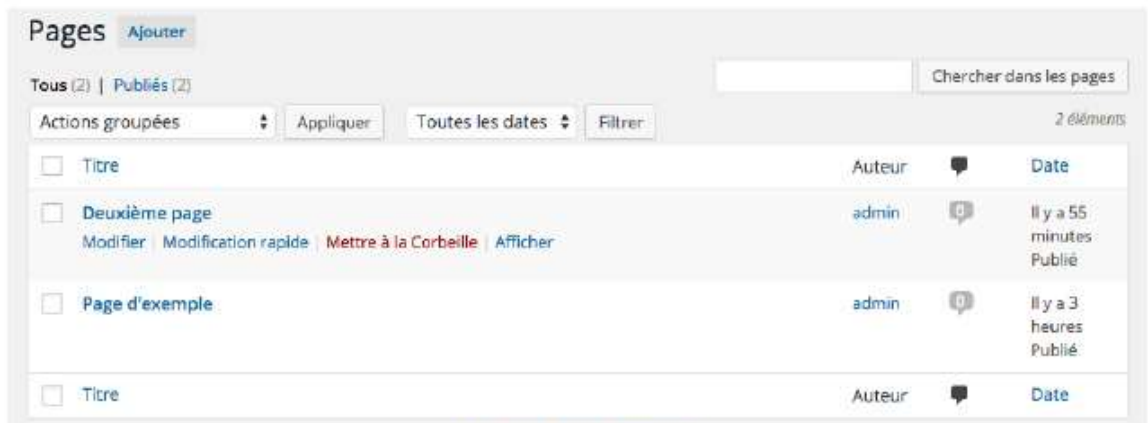 Pages Ajouter
Tous (2) | Publiés (2)
Chercher dans les pages
Actions groupées Appliquer Toutes les dates Filtrer 2 éléments
Titre Auteur Date
Deuxième page admin 0 Il y a 55
Modifier | Modification rapide | Mettre à la Corbeille | Afficher minutes
Publié
Page d'exemple admin 0 Il y a 3
heures
Publié
Titre Auteur Date